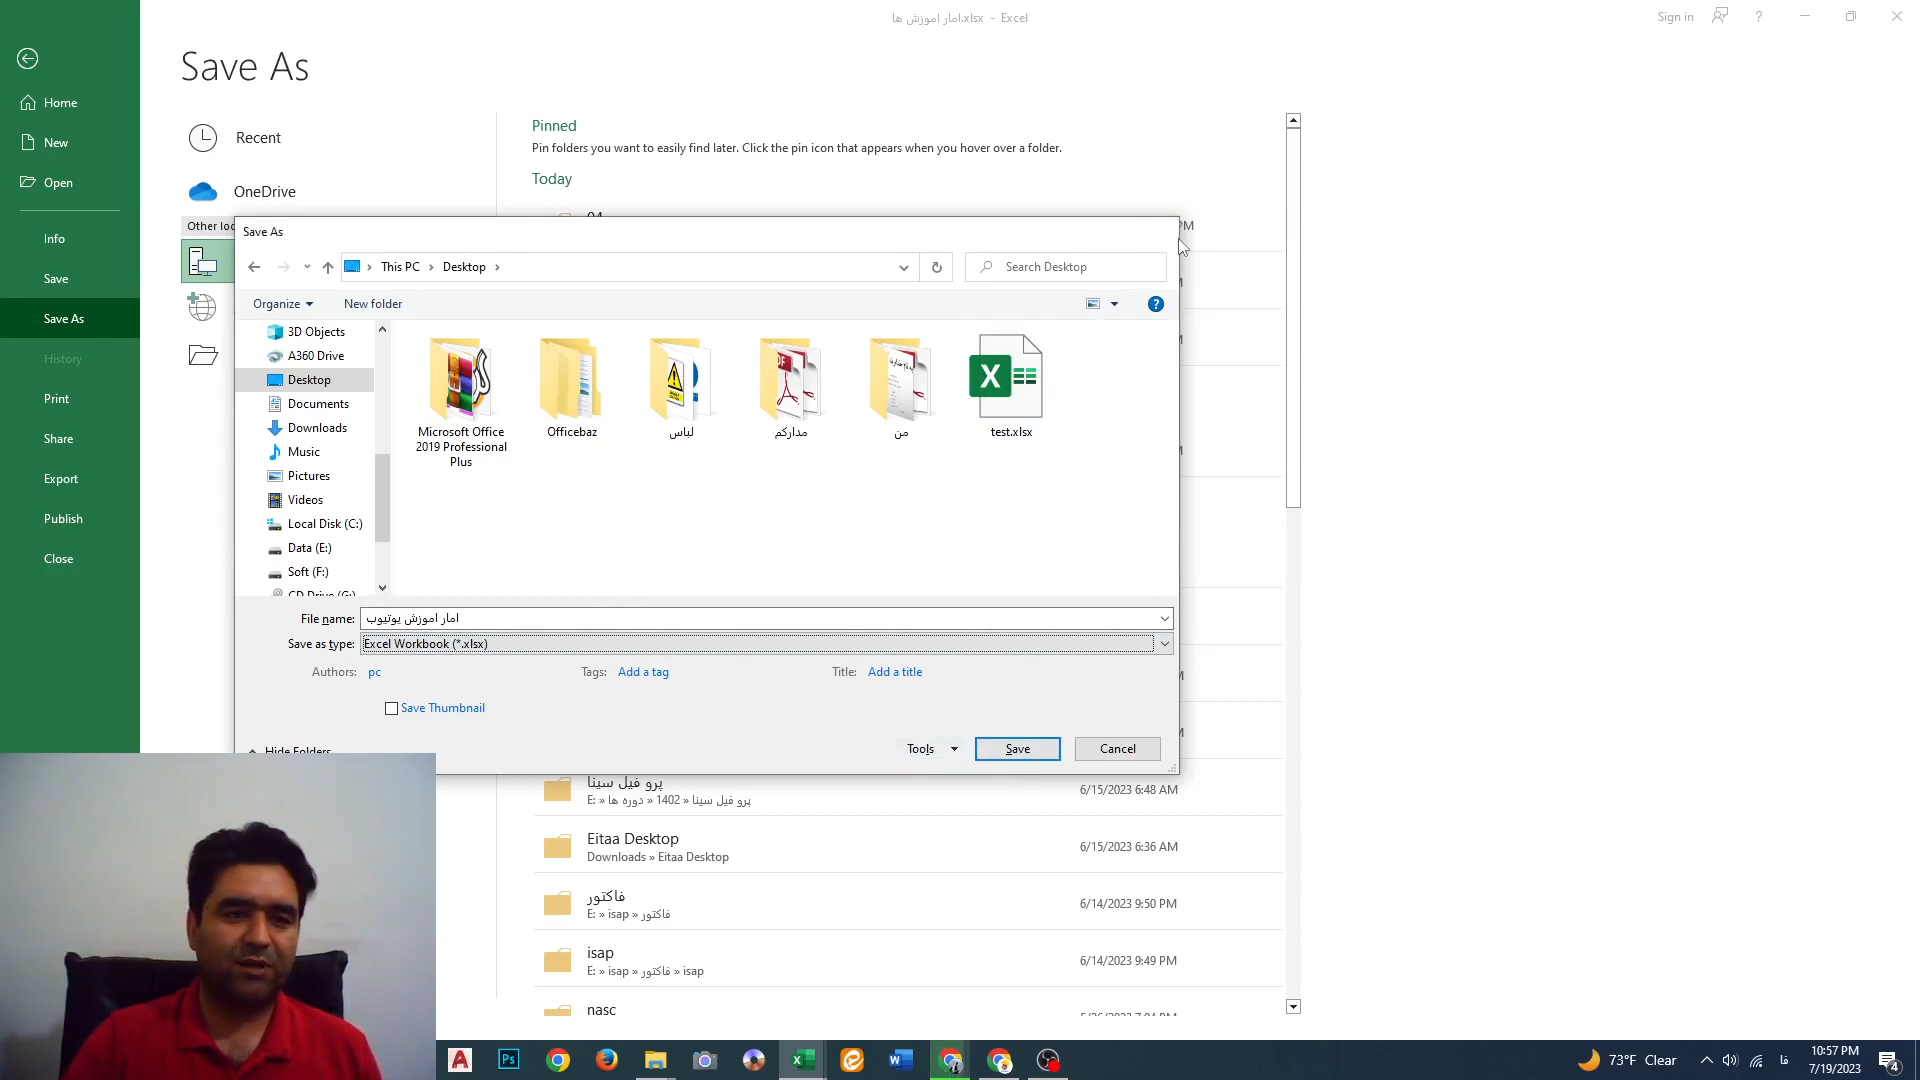 امار اموزش ها.xlsx - Excel
Sign in
?
Save As
Home
New
Open
Info
Save
Save As
History
Print
Share
Export
Publish
Close
Recent
OneDrive
Pinned
Pin folders you want to easily find later. Click the pin icon that appears when you hover over a folder.
Today
Save As
This PC
Desktop
Search Desktop
Organize
New folder
?
3D Objects
A360 Drive
Desktop
Documents
Downloads
Music
Pictures
Videos
Local Disk (C:)
Data (E:)
Soft (F:)
CD Drive (G:)
Microsoft Office
2019 Professional
Plus
Officebaz
لباس
مدارکم
من
test.xlsx
File name: امار اموزش یوتیوب
Save as type: Excel Workbook (*.xlsx)
Authors: pc
Tags: Add a tag
Title: Add a title
Save Thumbnail
Hide Folders
Tools
Save
Cancel
پرو فیل سینا
E: » دوره ها » 1402 » پرو فیل سینا
6/15/2023 6:48 AM
Eitaa Desktop
Downloads » Eitaa Desktop
6/15/2023 6:36 AM
فاکتور
E: » isap » فاکتور
6/14/2023 9:50 PM
isap
E: » isap » فاکتور » isap
6/14/2023 9:49 PM
nasc
73°F Clear
فا
10:57 PM
7/19/2023
4